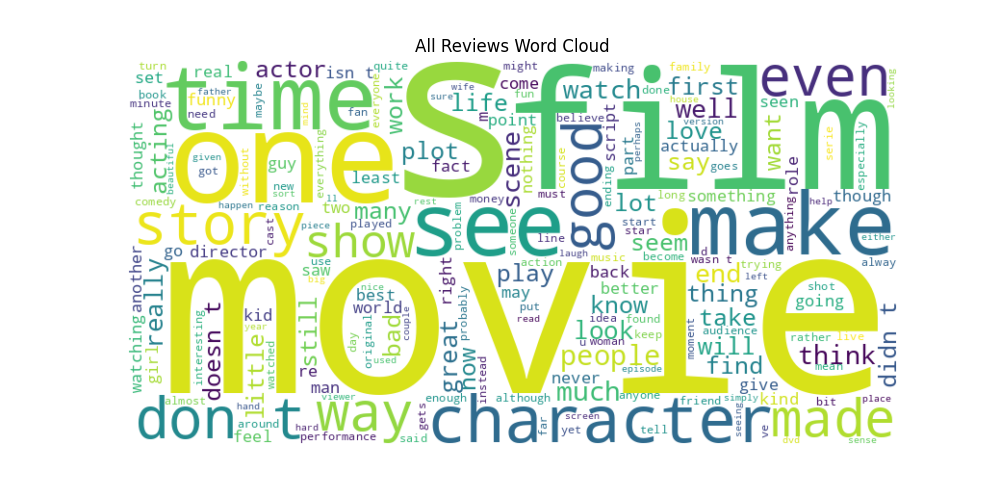 All Reviews Word Cloud
turn
father
real
maybe
actor
isn t
quite
everyone
sure
wife
might
making
believe
done
family
version
even
looking
set
book
minute
need
funny
mind
time
fan
work
S
life
fun
m
point
come
watch
first
house
well
seen
film
serie
especially
thought
acting
beautiful
given
got
without
guy
everything
one
plot
fact
scene
nothing
course
good
ending
script
part
perhaps
love
actually
say
goes
want
role
least
new
sort
ll
comedy
happen
reason
two
many
rest
money
must
lot
long
something
though
anything
help
story
piece
played
see
someone
line
start
star
seem
make
either
go
director
cast
show
problem
laugh
become
d
wasn t
alway
another
use
saw
big
right
action
music
back
end
trying
left
watching
really
nice
best
world
play
may
better
thing
shot
going
movie
girl
interesting
doesn t
kid
year
little
watched
still
re
day
original
used
bad
couple
great
probably
now
put
read
idea
found
know
look
keep
u
woman
people
episode
moment
take
audience
will
find
rather
live
think
mean
didn t
man
instead
never
much
anyone
give
kind
bit
place
almost
hand
around
feel
don t
hard
performance
viewer
way
said
gets
enough
although
screen
character
far
yet
tell
friend
simply
seeing
ve
made
dvd
sense